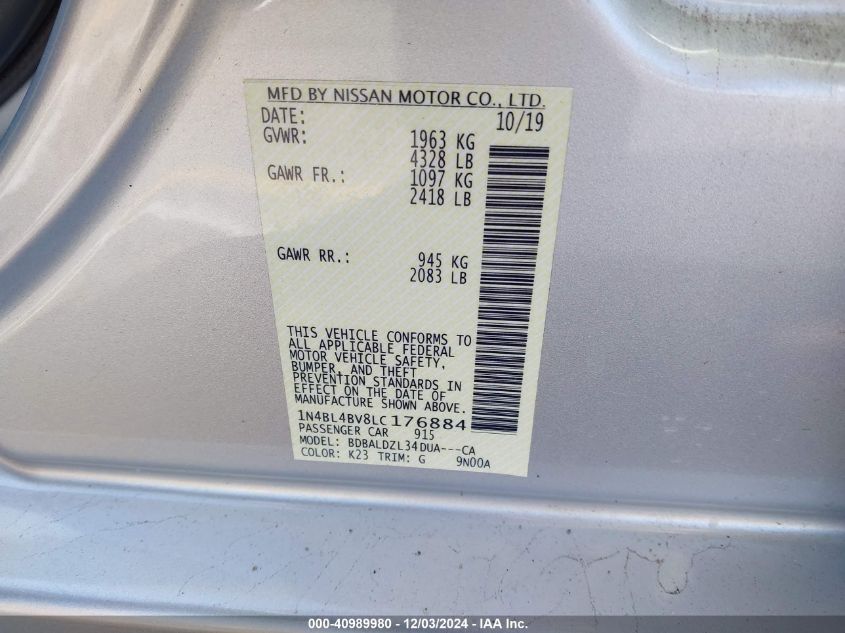 MFD BY NISSAN MOTOR CO., LTD.
DATE: 10/19
GVWR: 1963 KG
4328 LB
GAWR FR.: 1097 KG
2418 LB
GAWR RR.: 945 KG
2083 LB
THIS VEHICLE CONFORMS TO
ALL APPLICABLE FEDERAL
MOTOR VEHICLE SAFETY,
BUMPER, AND THEFT
PREVENTION STANDARDS IN
EFFECT ON THE DATE OF
MANUFACTURE SHOWN ABOVE.
1N4BL4BV8LC176884
PASSENGER CAR 915
MODEL: BDBALDZL34DUA---CA
COLOR: K23 TRIM: G 9N00A
000-40989980 - 12/03/2024 - IAA Inc.